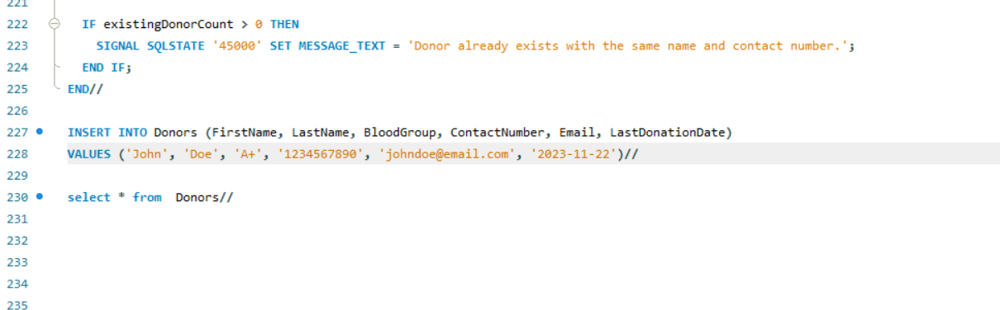 221
222 IF existingDonorCount > 0 THEN
223 SIGNAL SQLSTATE '45000' SET MESSAGE_TEXT = 'Donor already exists with the same name and contact number.';
224 END IF;
225 END//
226
227 INSERT INTO Donors (FirstName, LastName, BloodGroup, ContactNumber, Email, LastDonationDate)
228 VALUES ('John', 'Doe', 'A+', '1234567890', 'johndoe@email.com', '2023-11-22')//
229
230 select * from  Donors//
231
232
233
234
235